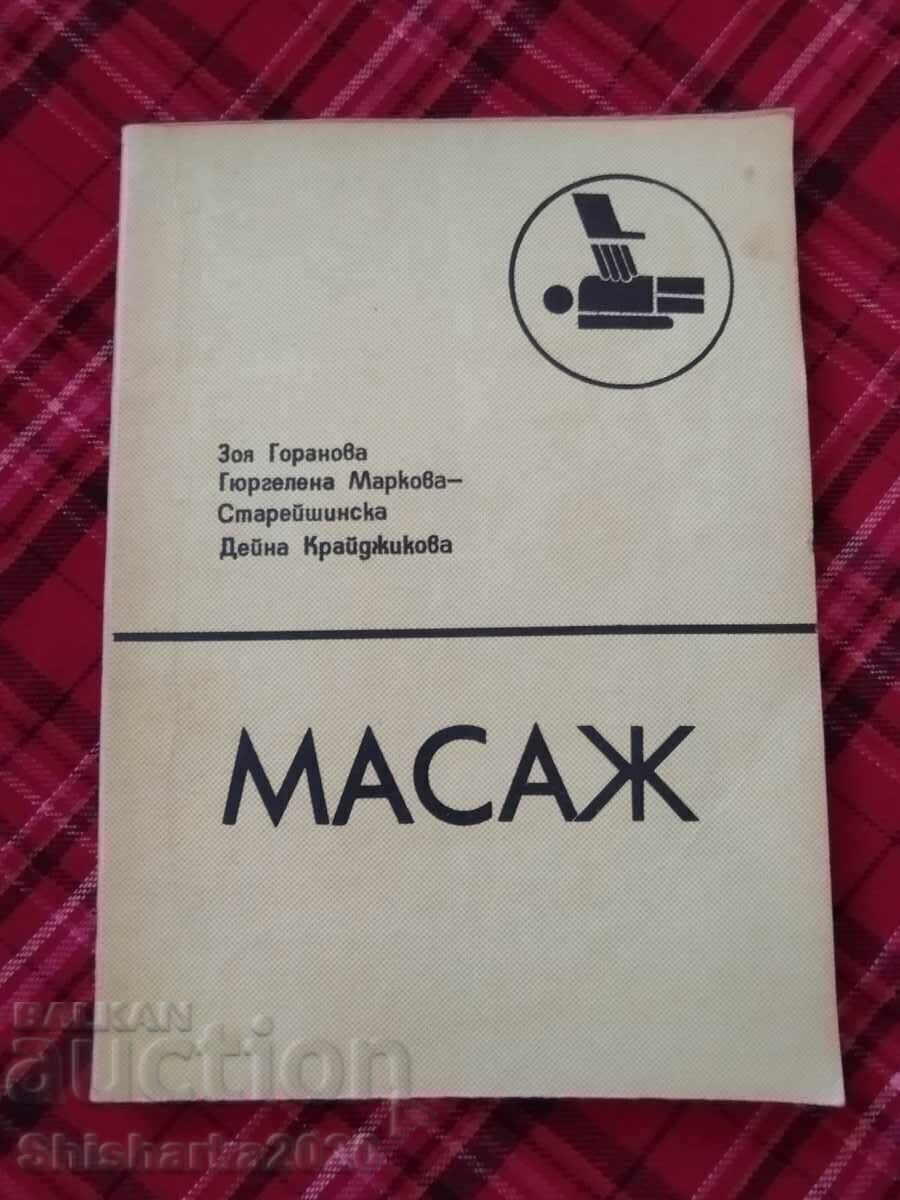 Зоя Горанова
Гюргелена Маркова–
Старейшинска
Дейна Крайджикова
МАСАЖ
BALKAN
auction
Shisharka2020